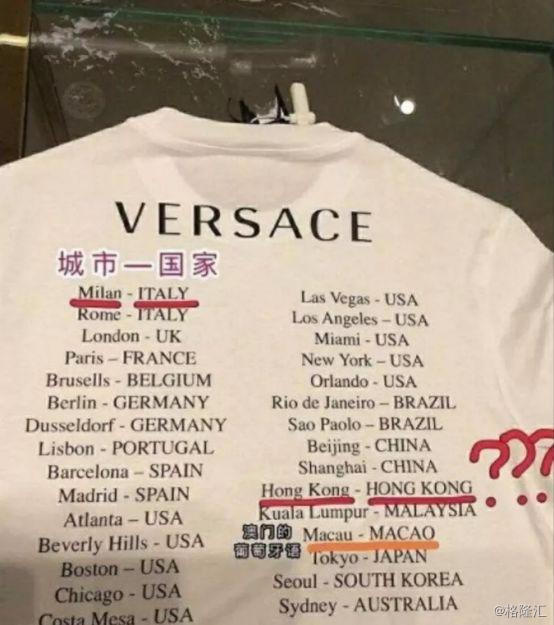 VERSACE
城市—国家
Milan - ITALY
Rome - ITALY
London - UK
Paris – FRANCE
Brusells - BELGIUM
Berlin - GERMANY
Dusseldorf - GERMANY
Lisbon - PORTUGAL
Barcelona – SPAIN
Madrid - SPAIN
Atlanta – USA
Beverly Hills - USA
Boston – USA
Chicago - USA
Costa Mesa - USA
Las Vegas - USA
Los Angeles – USA
Miami - USA
New York – USA
Orlando - USA
Rio de Janeiro – BRAZIL
Sao Paolo – BRAZIL
Beijing - CHINA
Shanghai - CHINA
Hong Kong - HONG KONG
???
Kuala Lumpur - MALAYSIA
澳门的
葡萄牙语
Macau - MACAO
Tokyo - JAPAN
Seoul - SOUTH KOREA
Sydney - AUSTRALIA
@格隆汇